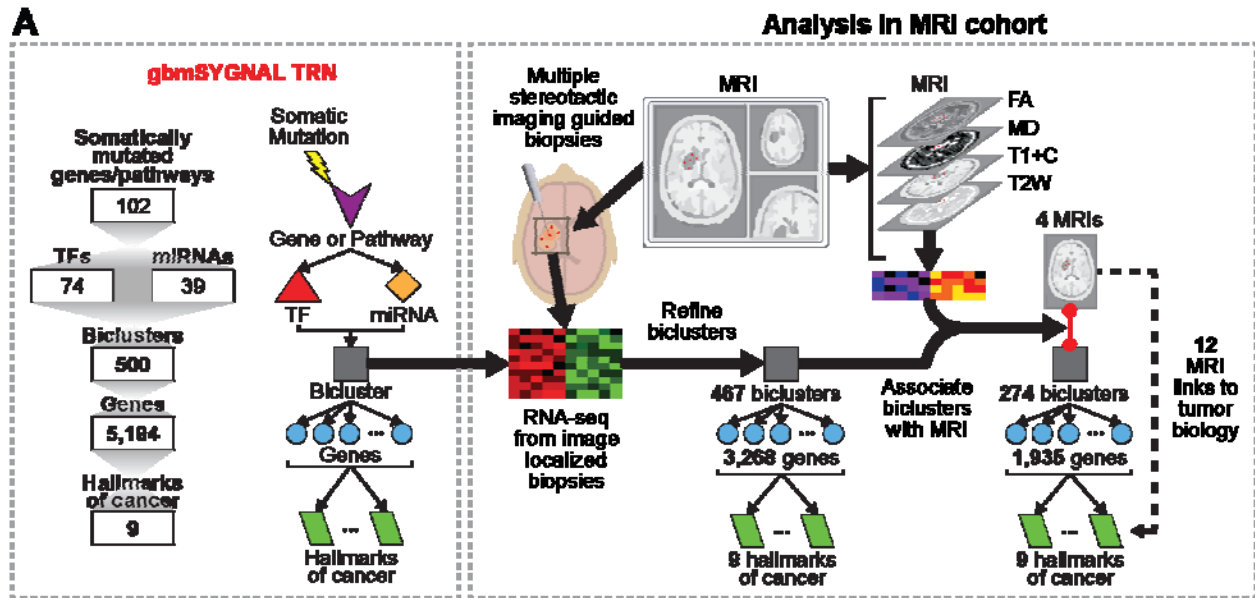 A
Analysis in MRI cohort
gbmSYGNAL TRN
Somatically
mutated
genes/pathways
102
TFs
miRNAs
74
39
Biclusters
500
Genes
5,184
Hallmarks
of cancer
9
Somatic
Mutation
Gene or Pathway
TF
miRNA
Bicluster
...
Genes
...
Hallmarks
of cancer
Multiple
stereotactic
imaging guided
biopsies
MRI
MRI
FA
MD
T1+C
T2W
4 MRIs
RNA-seq
from image
localized
biopsies
Refine
biclusters
467 biclusters
...
3,268 genes
...
9 hallmarks
of cancer
Associate
biclusters
with MRI
274 biclusters
...
1,935 genes
...
9 hallmarks
of cancer
12
MRI
links to
tumor
biology